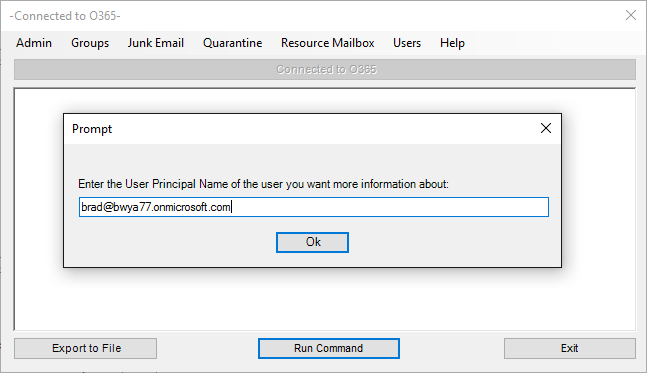 -Connected to O365-
Admin Groups Junk Email Quarantine Resource Mailbox Users Help
Connected to O365
Prompt
Enter the User Principal Name of the user you want more information about:
brad@bwya77.onmicrosoft.com
Ok
Export to File Run Command Exit